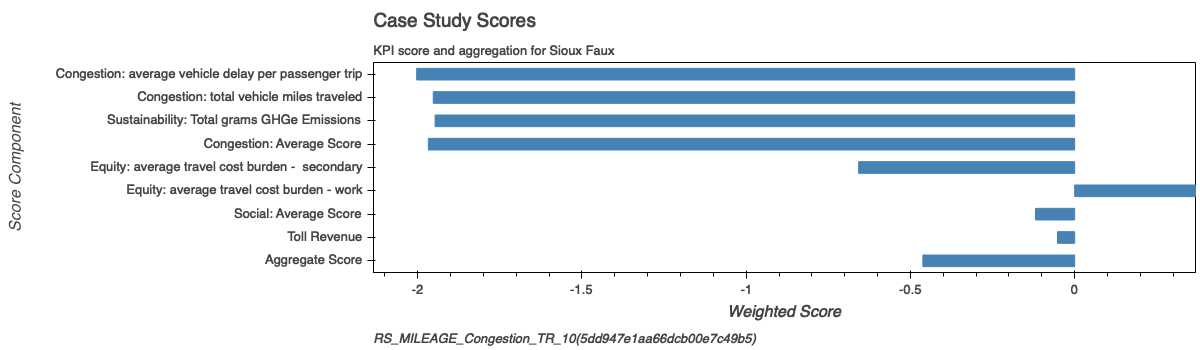 Case Study Scores
KPI score and aggregation for Sioux Faux
Score Component
Congestion: average vehicle delay per passenger trip
Congestion: total vehicle miles traveled
Sustainability: Total grams GHGe Emissions
Congestion: Average Score
Equity: average travel cost burden -  secondary
Equity: average travel cost burden - work
Social: Average Score
Toll Revenue
Aggregate Score
-2 -1.5 -1 -0.5 0
Weighted Score
RS_MILEAGE_Congestion_TR_10(5dd947e1aa66dcb00e7c49b5)